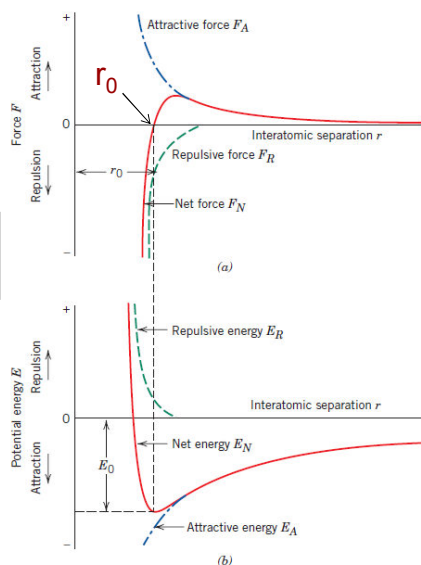 +
Attractive force F_A
Attraction
r₀
Force F
0
Interatomic separation r
Repulsion
Repulsive force F_R
r₀
Net force F_N
–
(a)
+
Repulsive energy E_R
Repulsion
Interatomic separation r
Potential energy E
0
Net energy E_N
Attraction
E₀
Attractive energy E_A
–
(b)